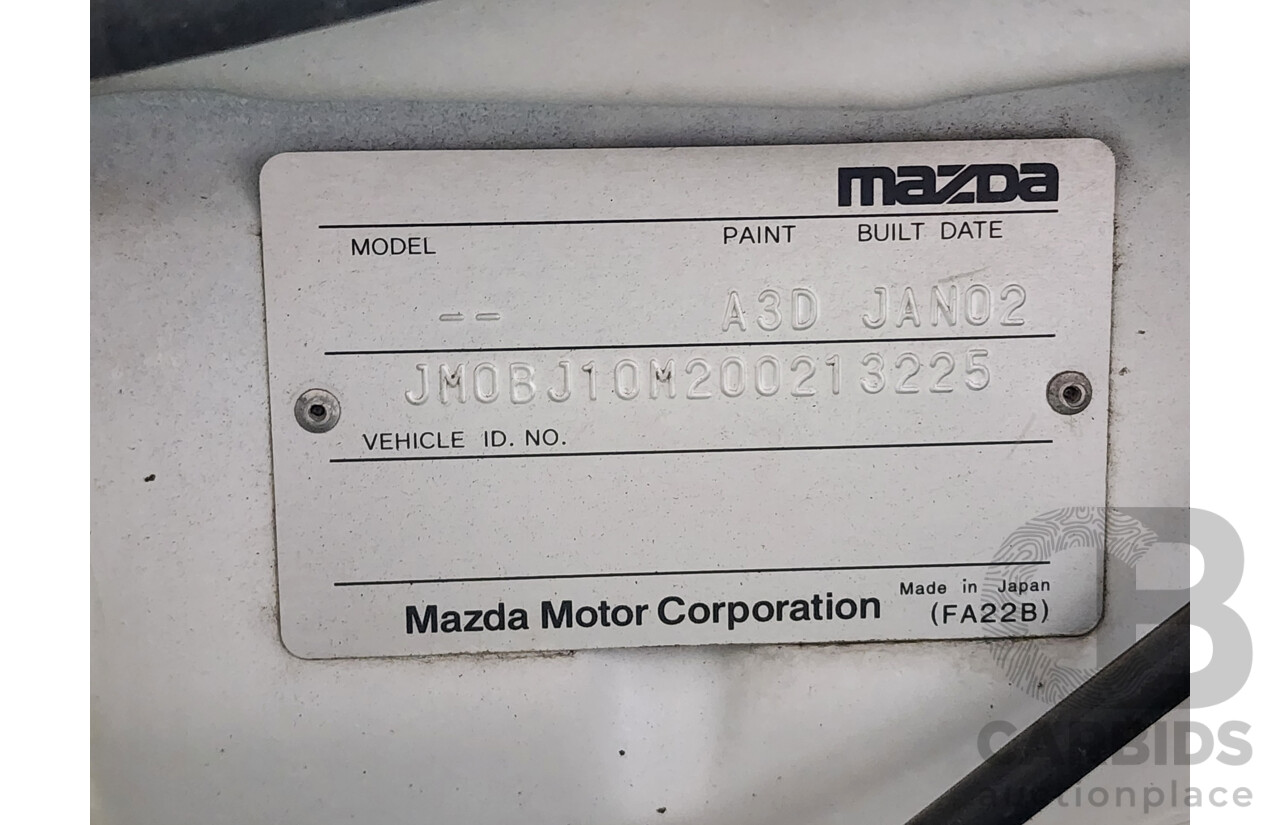 mazda
MODEL PAINT BUILT DATE
-- A3D JAN02
JM0BJ10M200213225
VEHICLE ID. NO.
Mazda Motor Corporation
Made in Japan
(FA22B)
CARBIDS
auctionplace